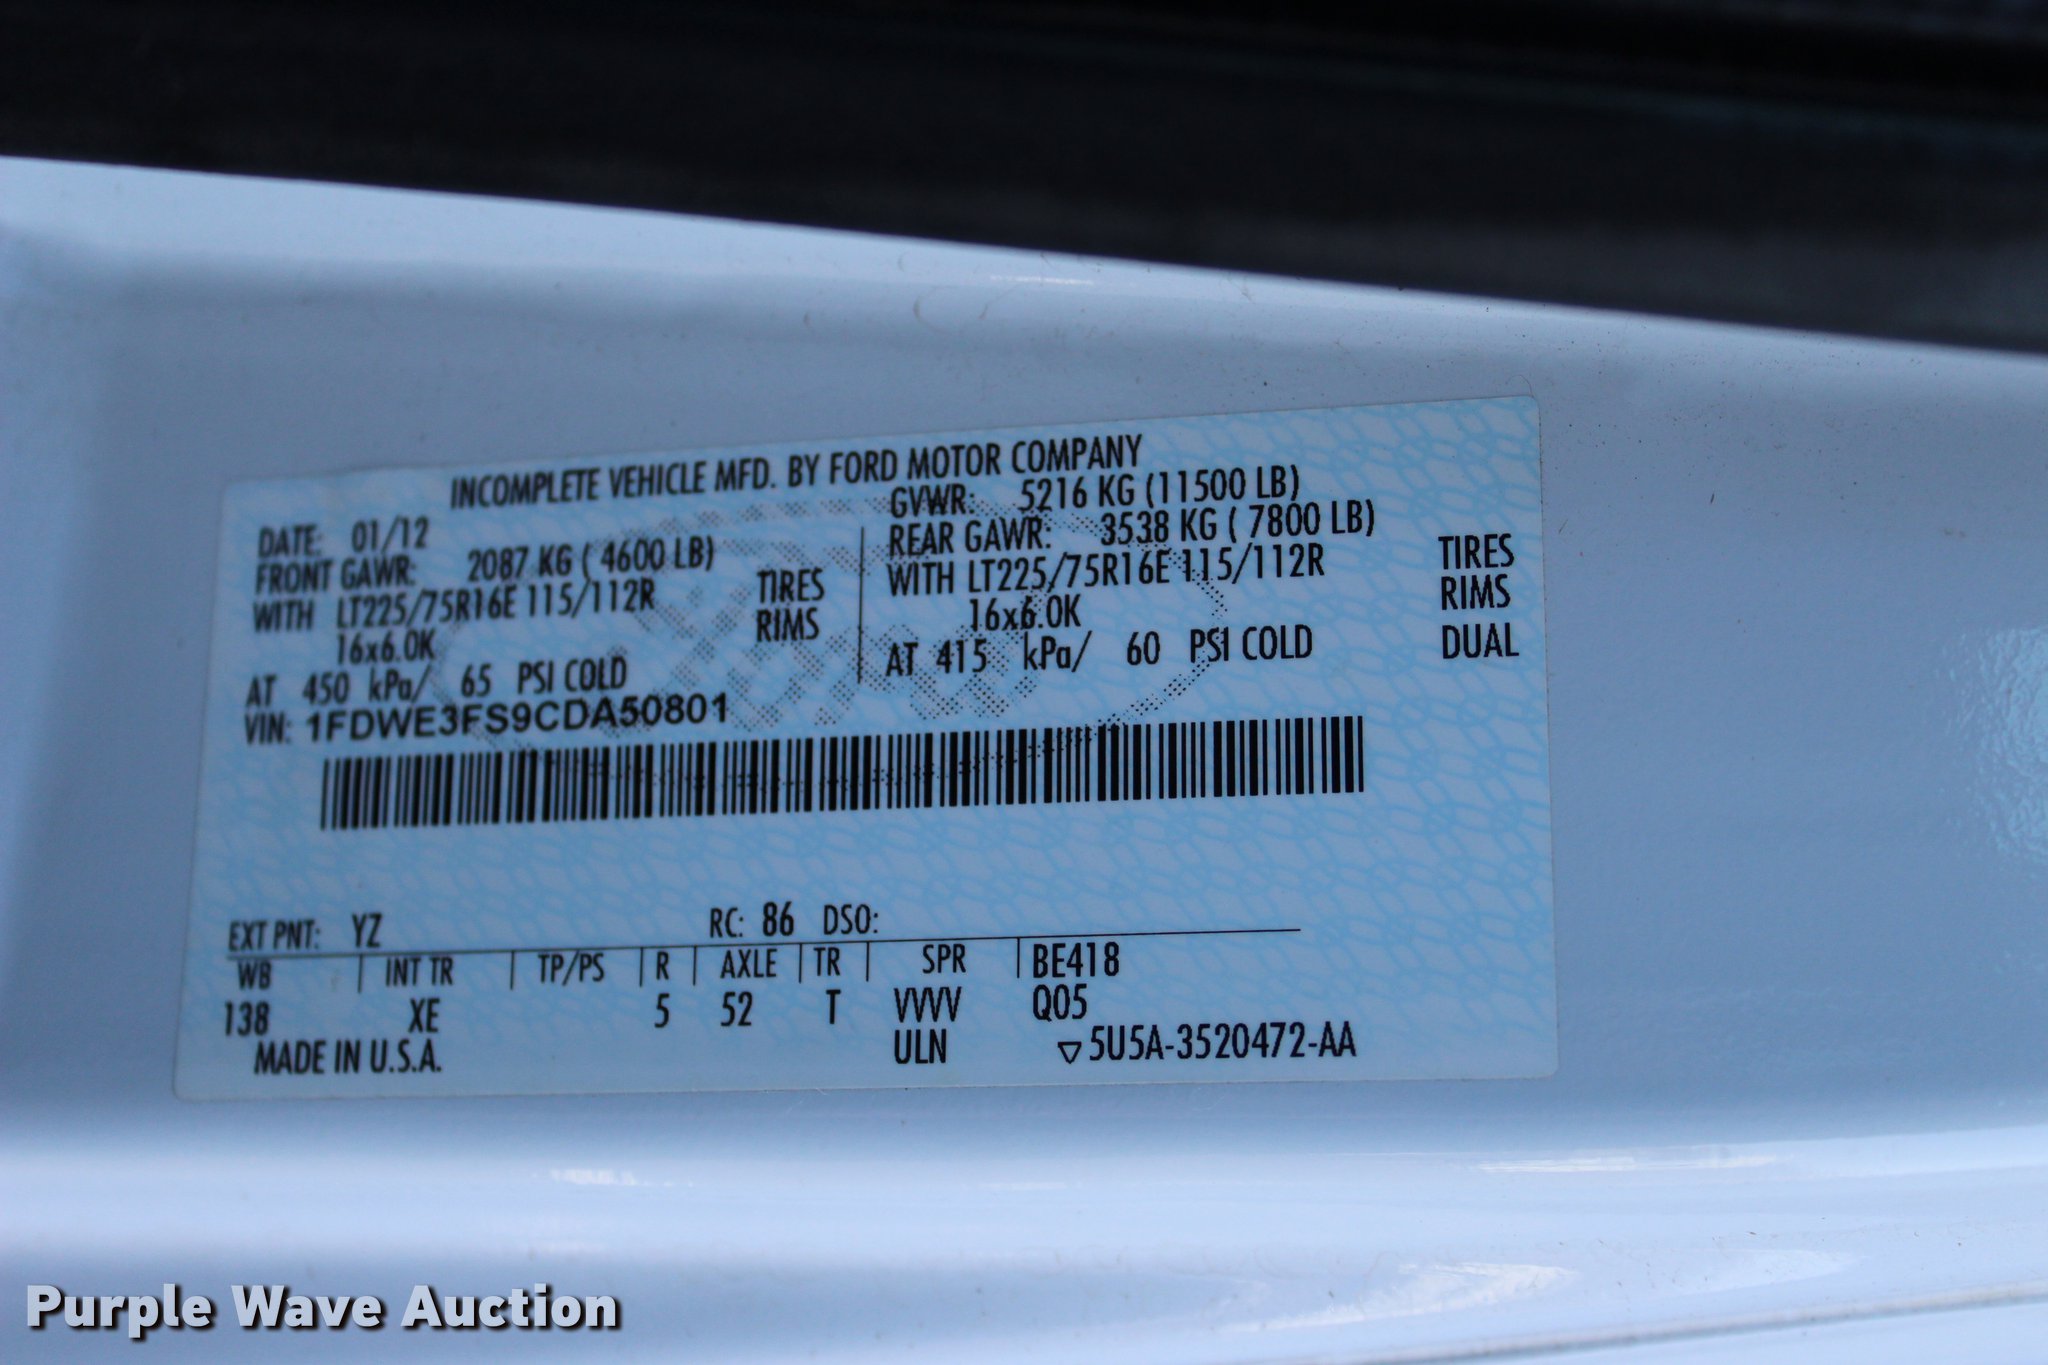 INCOMPLETE VEHICLE MFD. BY FORD MOTOR COMPANY
DATE: 01/12
GVWR: 5216 KG (11500 LB)
FRONT GAWR: 2087 KG ( 4600 LB)
REAR GAWR: 3538 KG ( 7800 LB)
WITH LT225/75R16E 115/112R TIRES
WITH LT225/75R16E 115/112R TIRES
16x6.0K RIMS
16x6.0K RIMS
AT 450 kPa/ 65 PSI COLD
AT 415 kPa/ 60 PSI COLD DUAL
VIN: 1FDWE3FS9CDA50801
EXT PNT: YZ RC: 86 DSO:
WB INT TR TP/PS R AXLE TR SPR BE418
138 XE 5 52 T VVVV Q05
MADE IN U.S.A. ULN ▽5U5A-3520472-AA
Purple Wave Auction